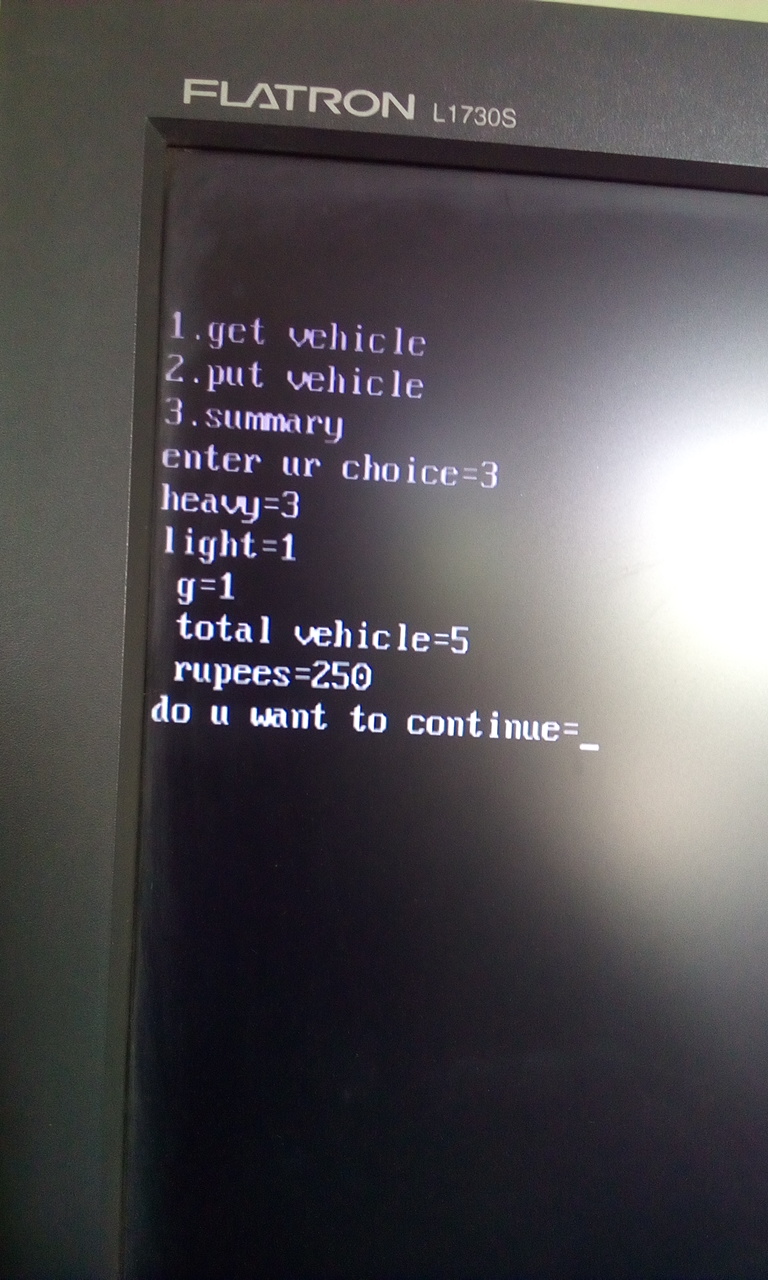 FLATRON L1730S
1.get vehicle
2.put vehicle
3.summary
enter ur choice=3
heavy=3
light=1
g=1
total vehicle=5
rupees=250
do u want to continue=_